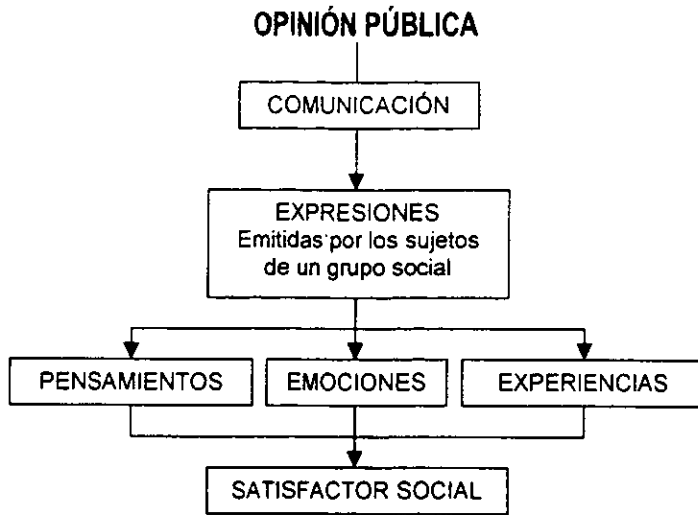 OPINIÓN PÚBLICA
COMUNICACIÓN
EXPRESIONES
Emitidas por los sujetos
de un grupo social
PENSAMIENTOS
EMOCIONES
EXPERIENCIAS
SATISFACTOR SOCIAL